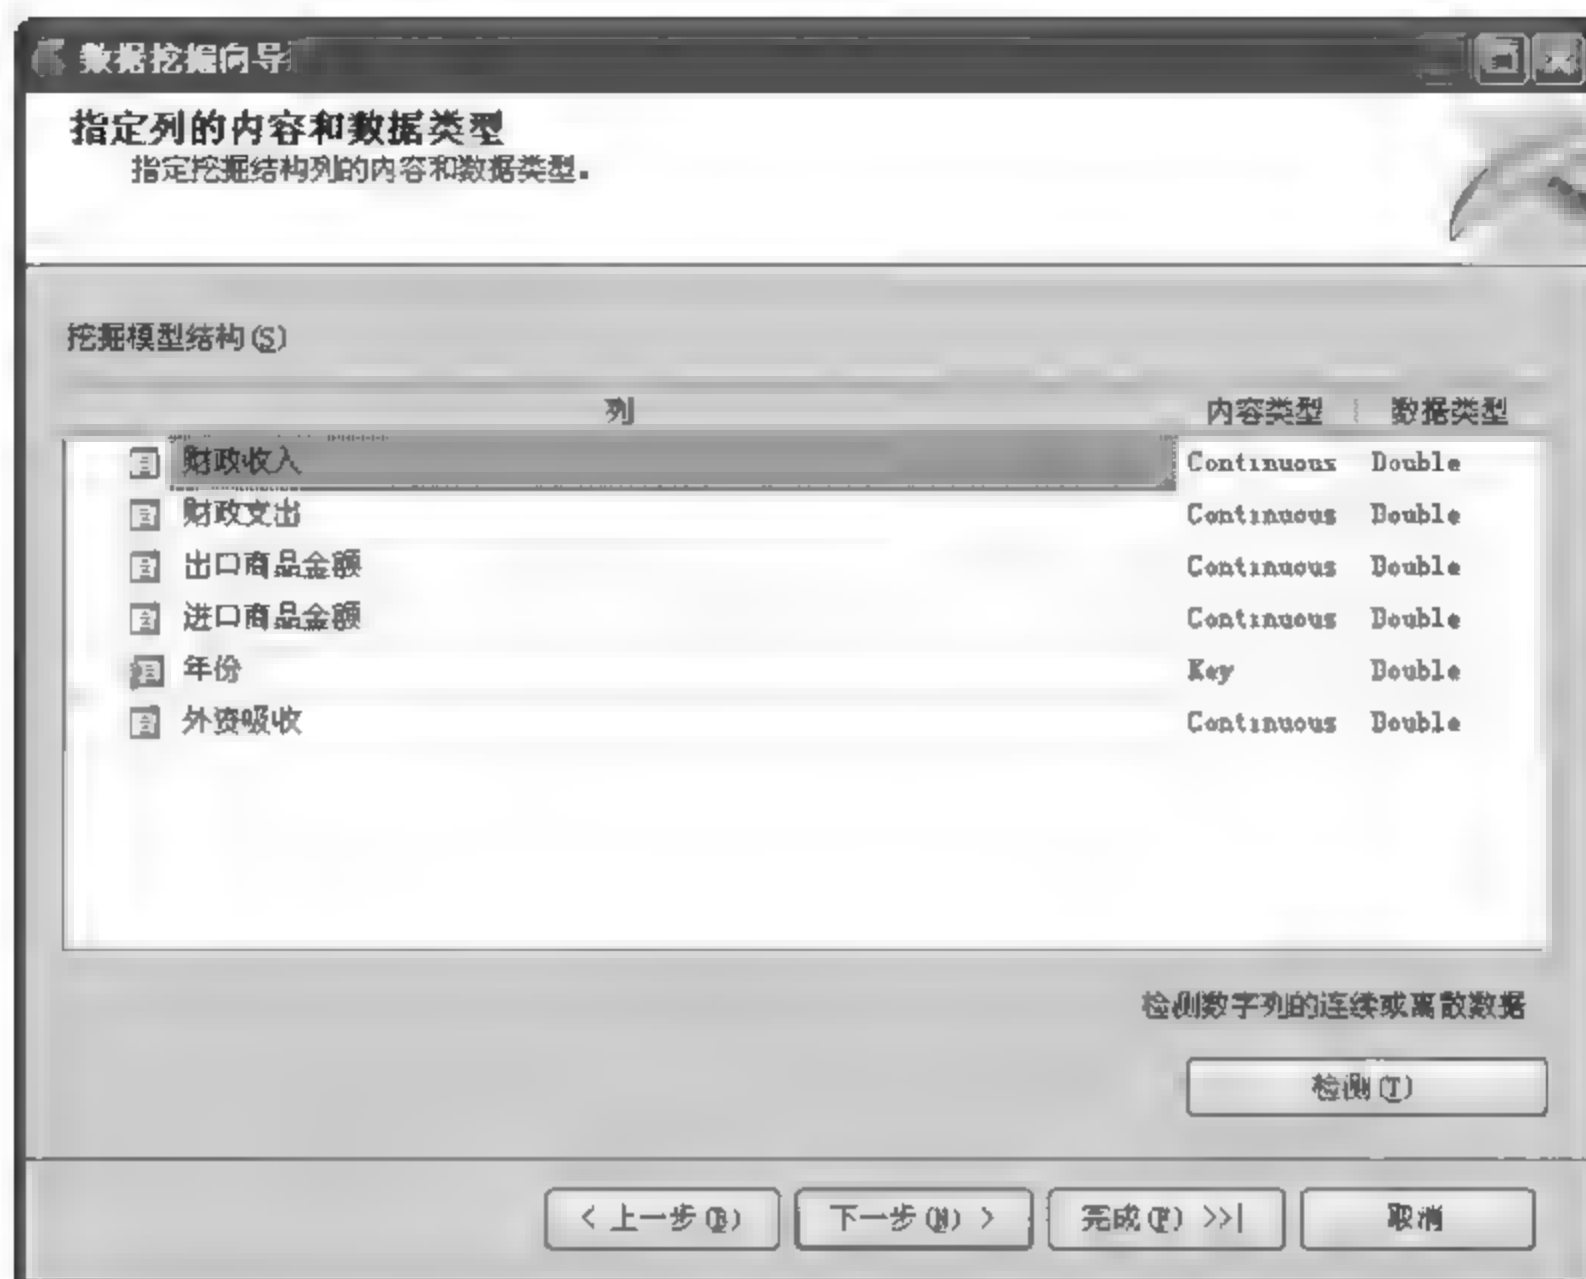 数据挖掘向导
指定列的内容和数据类型
指定挖掘结构列的内容和数据类型。
挖掘模型结构(S)
列 内容类型 数据类型
财政收入 Continuous Double
财政支出 Continuous Double
出口商品金额 Continuous Double
进口商品金额 Continuous Double
年份 Key Double
外资吸收 Continuous Double
检测数字列的连续或离散数据
检测(T)
< 上一步(B) 下一步(N) > 完成(F) >>| 取消